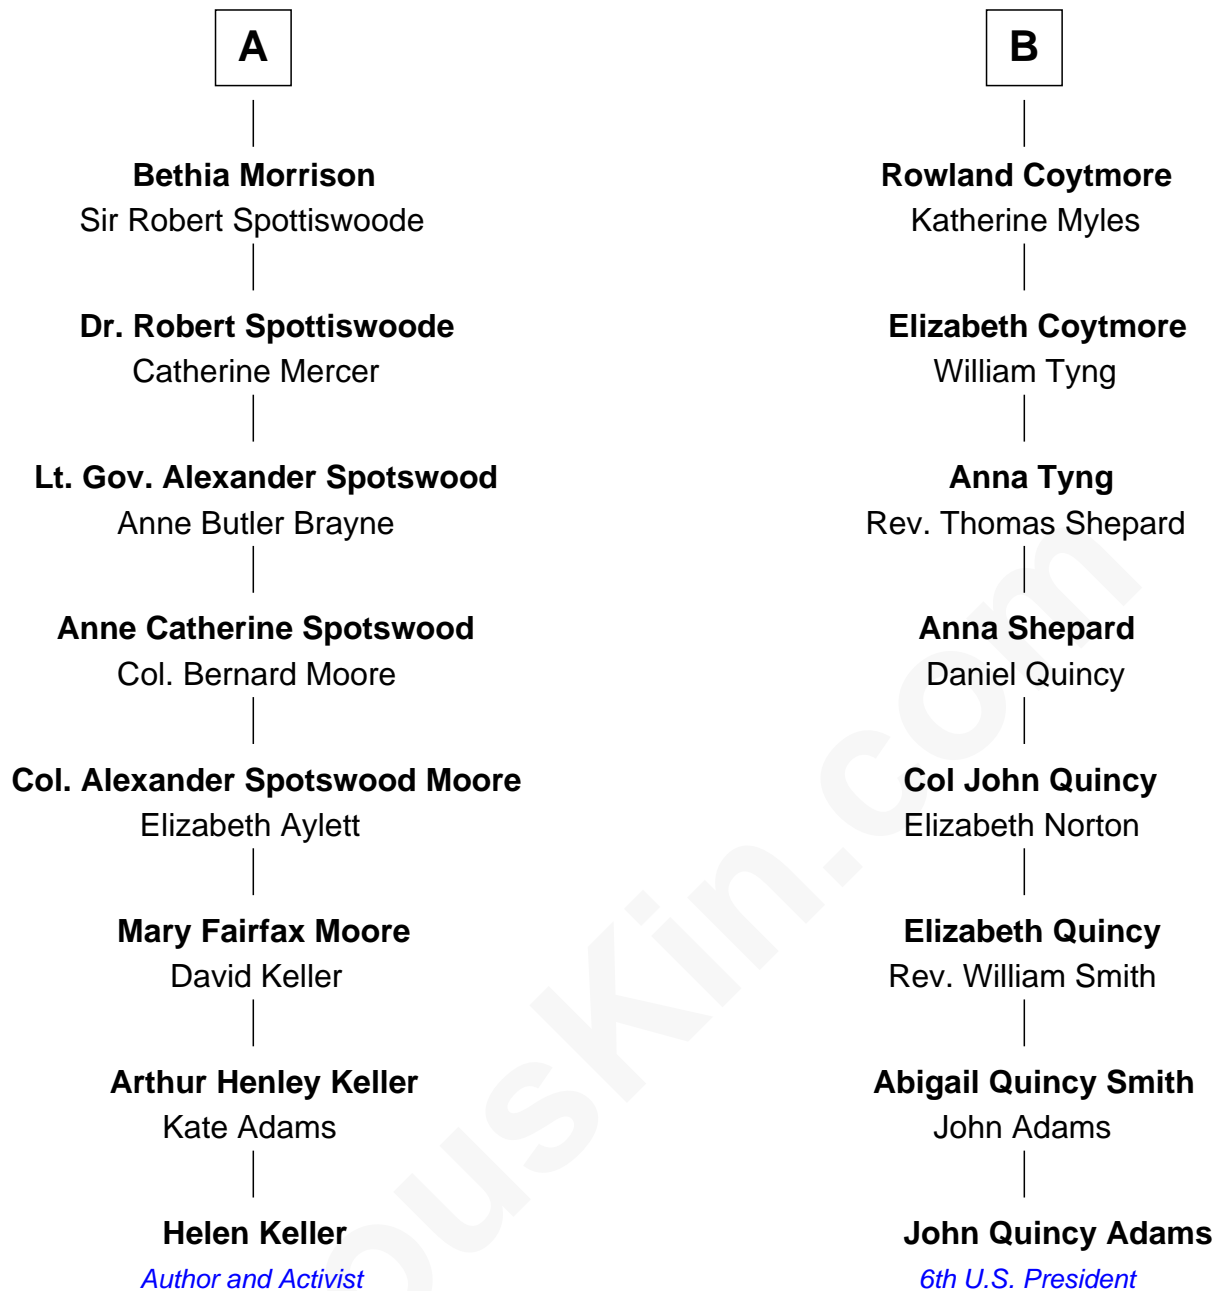 A
Bethia Morrison
Sir Robert Spottiswoode
Dr. Robert Spottiswoode
Catherine Mercer
Lt. Gov. Alexander Spotswood
Anne Butler Brayne
Anne Catherine Spotswood
Col. Bernard Moore
Col. Alexander Spotswood Moore
Elizabeth Aylett
Mary Fairfax Moore
David Keller
Arthur Henley Keller
Kate Adams
Helen Keller
Author and Activist
B
Rowland Coytmore
Katherine Myles
Elizabeth Coytmore
William Tyng
Anna Tyng
Rev. Thomas Shepard
Anna Shepard
Daniel Quincy
Col John Quincy
Elizabeth Norton
Elizabeth Quincy
Rev. William Smith
Abigail Quincy Smith
John Adams
John Quincy Adams
6th U.S. President
ousKin.com